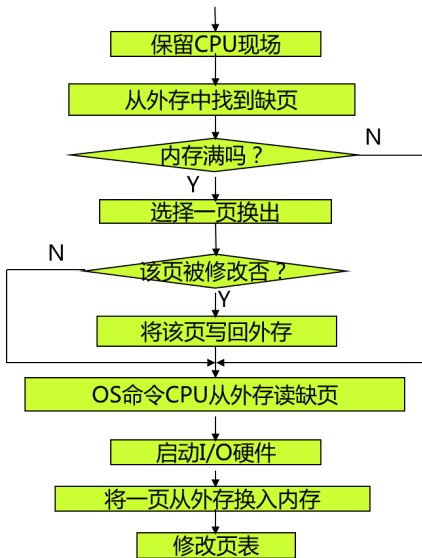 保留CPU现场
从外存中找到缺页
内存满吗？
N
Y
选择一页换出
N
该页被修改否？
Y
将该页写回外存
OS命令CPU从外存读缺页
启动I/O硬件
将一页从外存换入内存
修改页表